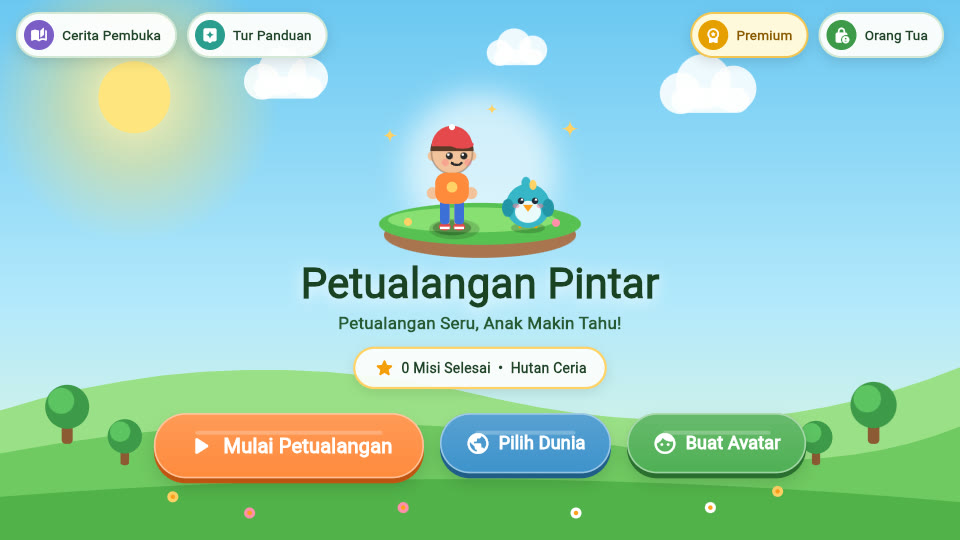 Cerita Pembuka
Tur Panduan
Premium
Orang Tua
Petualangan Pintar
Petualangan Seru, Anak Makin Tahu!
0 Misi Selesai • Hutan Ceria
Mulai Petualangan
Pilih Dunia
Buat Avatar